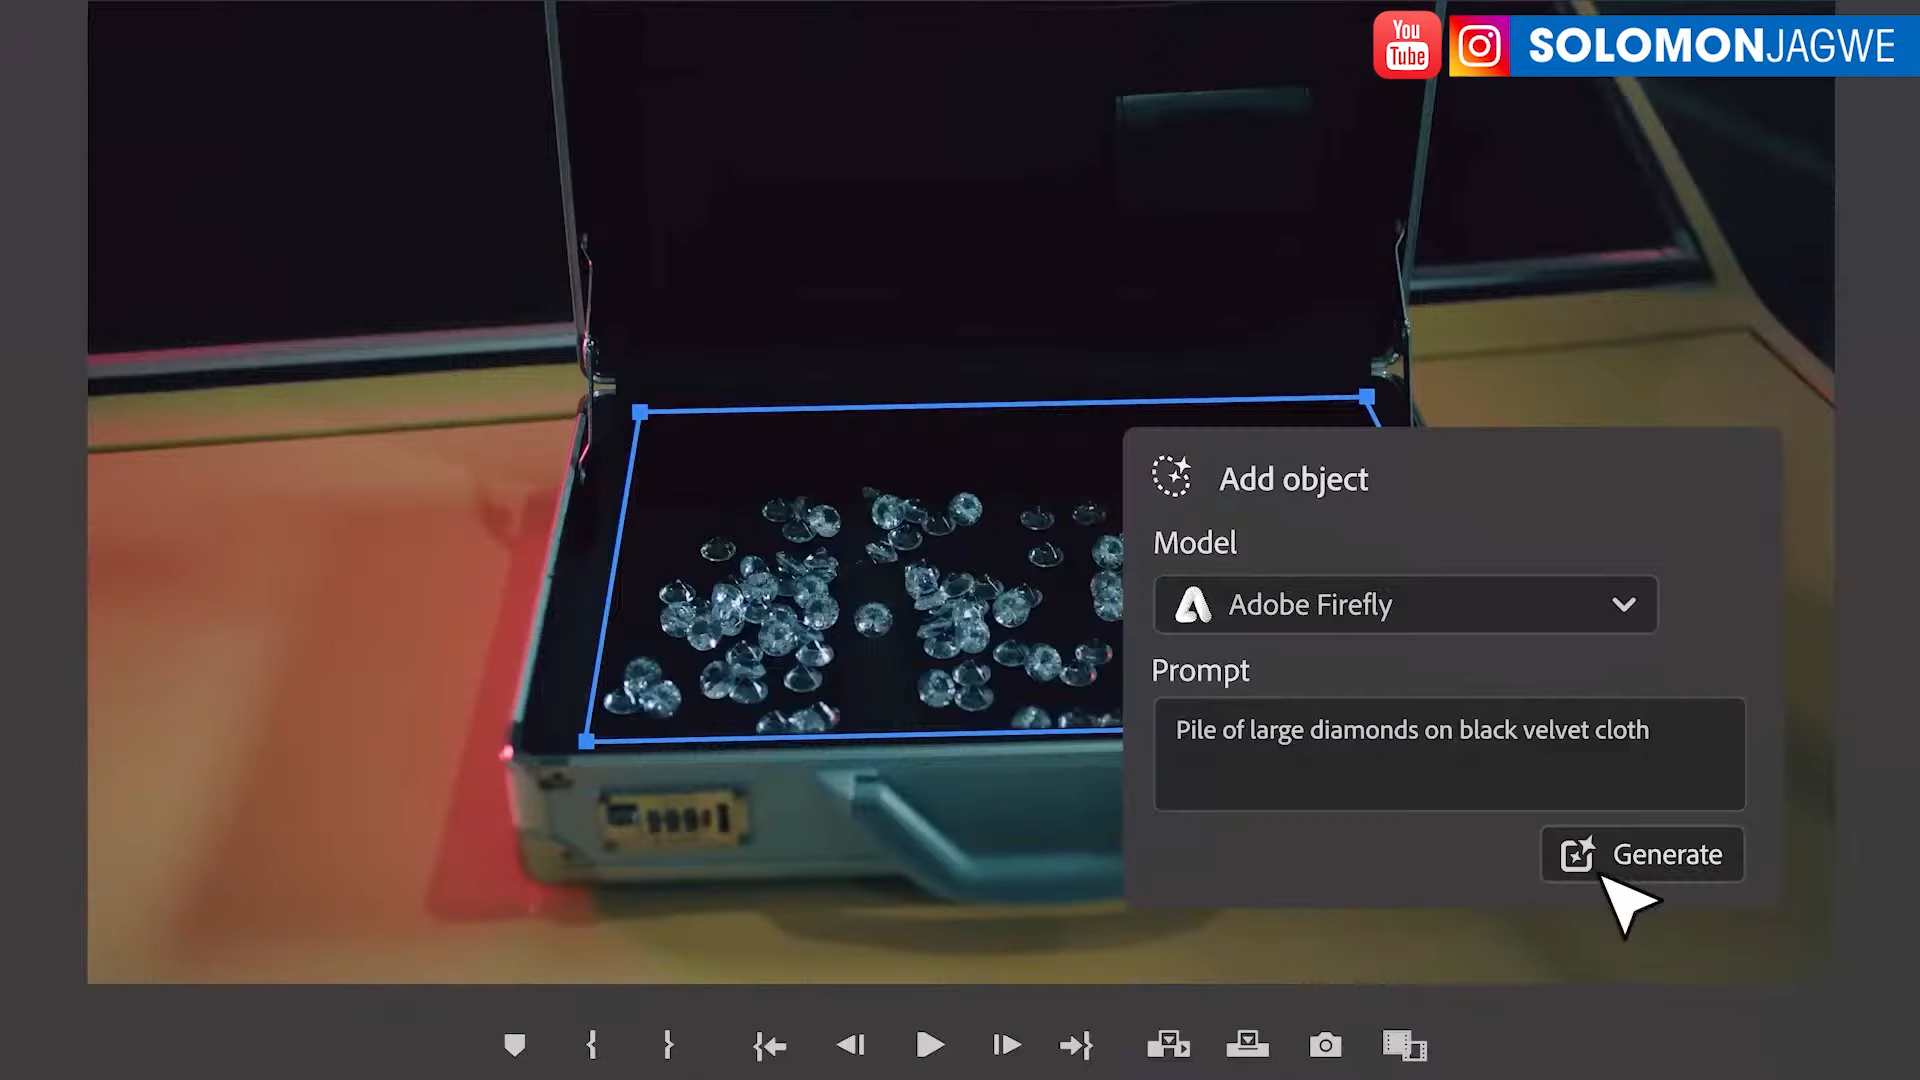 You
Tube
SOLOMONJAGWE
Add object
Model
Adobe Firefly
Prompt
Pile of large diamonds on black velvet cloth
Generate